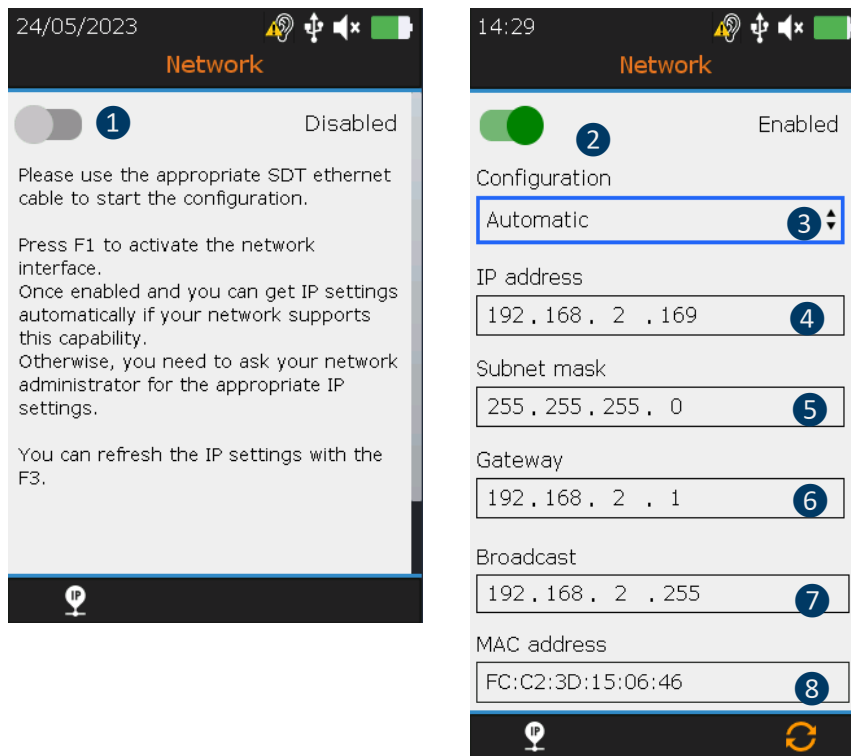 24/05/2023
Network
1
Disabled
Please use the appropriate SDT ethernet
cable to start the configuration.
Press F1 to activate the network
interface.
Once enabled and you can get IP settings
automatically if your network supports
this capability.
Otherwise, you need to ask your network
administrator for the appropriate IP
settings.
You can refresh the IP settings with the
F3.
IP
14:29
Network
2
Enabled
Configuration
Automatic
3
IP address
192.168. 2 .169
4
Subnet mask
255.255.255. 0
5
Gateway
192.168. 2 . 1
6
Broadcast
192.168. 2 .255
7
MAC address
FC:C2:3D:15:06:46
8
IP